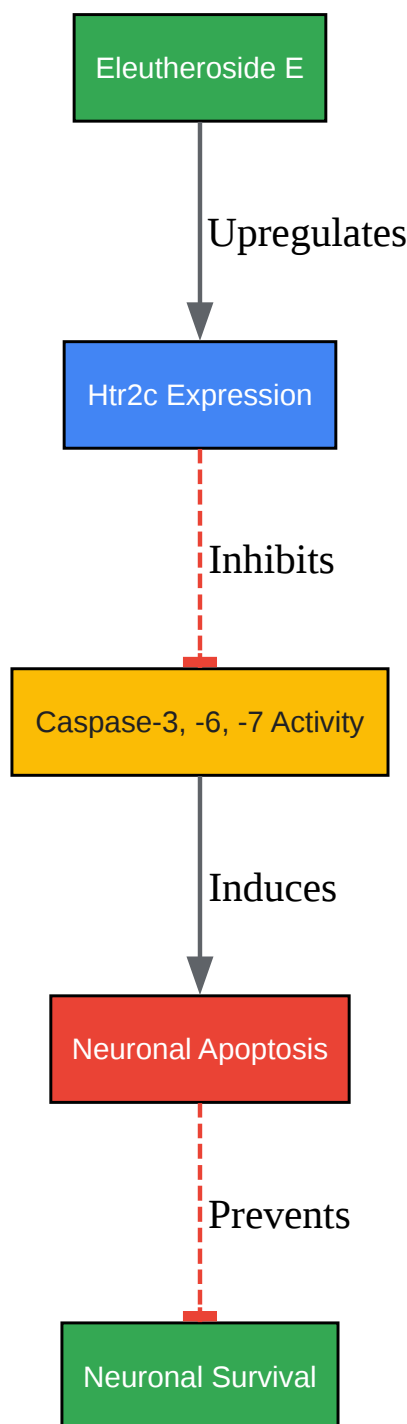 Eleutheroside E
Upregulates
Htr2c Expression
Inhibits
Caspase-3, -6, -7 Activity
Induces
Neuronal Apoptosis
Prevents
Neuronal Survival